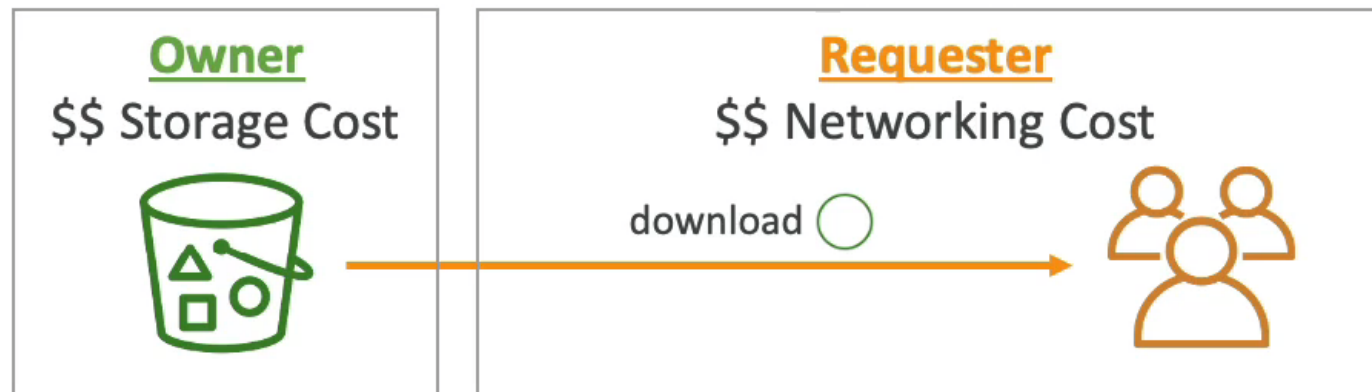 Owner
$$ Storage Cost
Requester
$$ Networking Cost
download